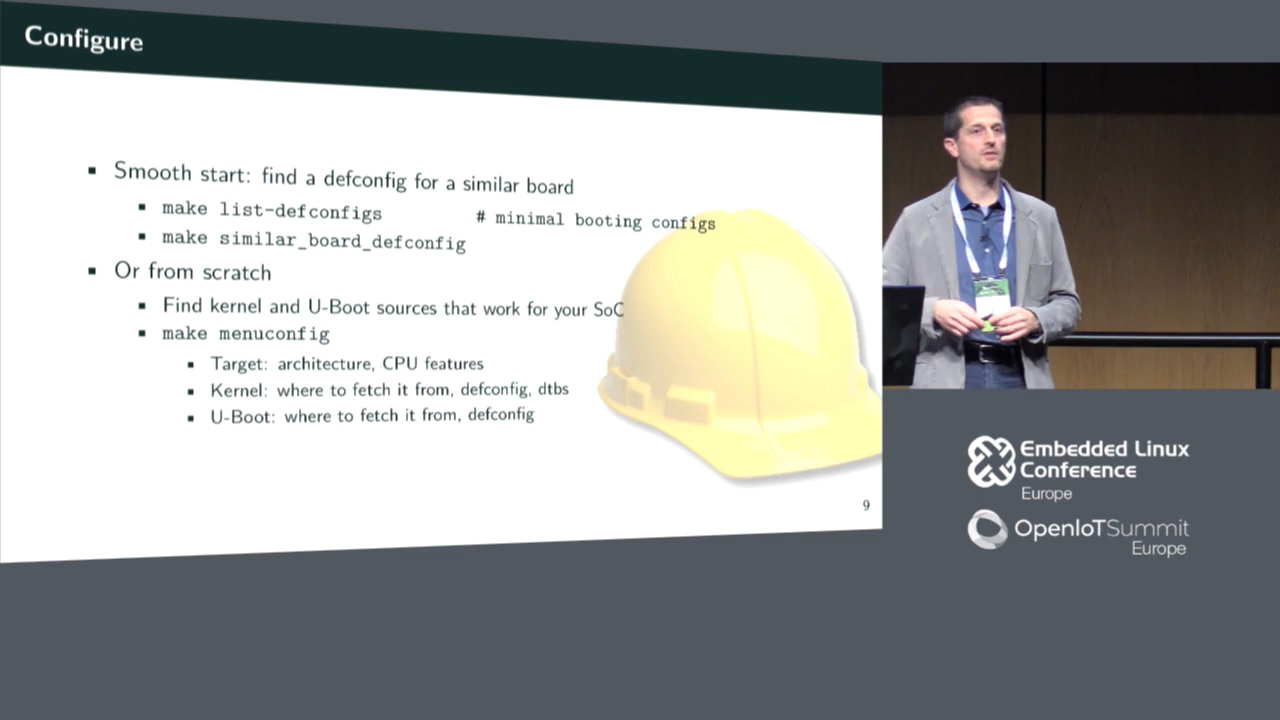 Configure
▪ Smooth start: find a defconfig for a similar board
▪ make list-defconfigs # minimal booting configs
▪ make similar_board_defconfig
▪ Or from scratch
▪ Find kernel and U-Boot sources that work for your SoC
▪ make menuconfig
▪ Target: architecture, CPU features
▪ Kernel: where to fetch it from, defconfig, dtbs
▪ U-Boot: where to fetch it from, defconfig
9
Embedded Linux
Conference
Europe
OpenIoTSummit
Europe